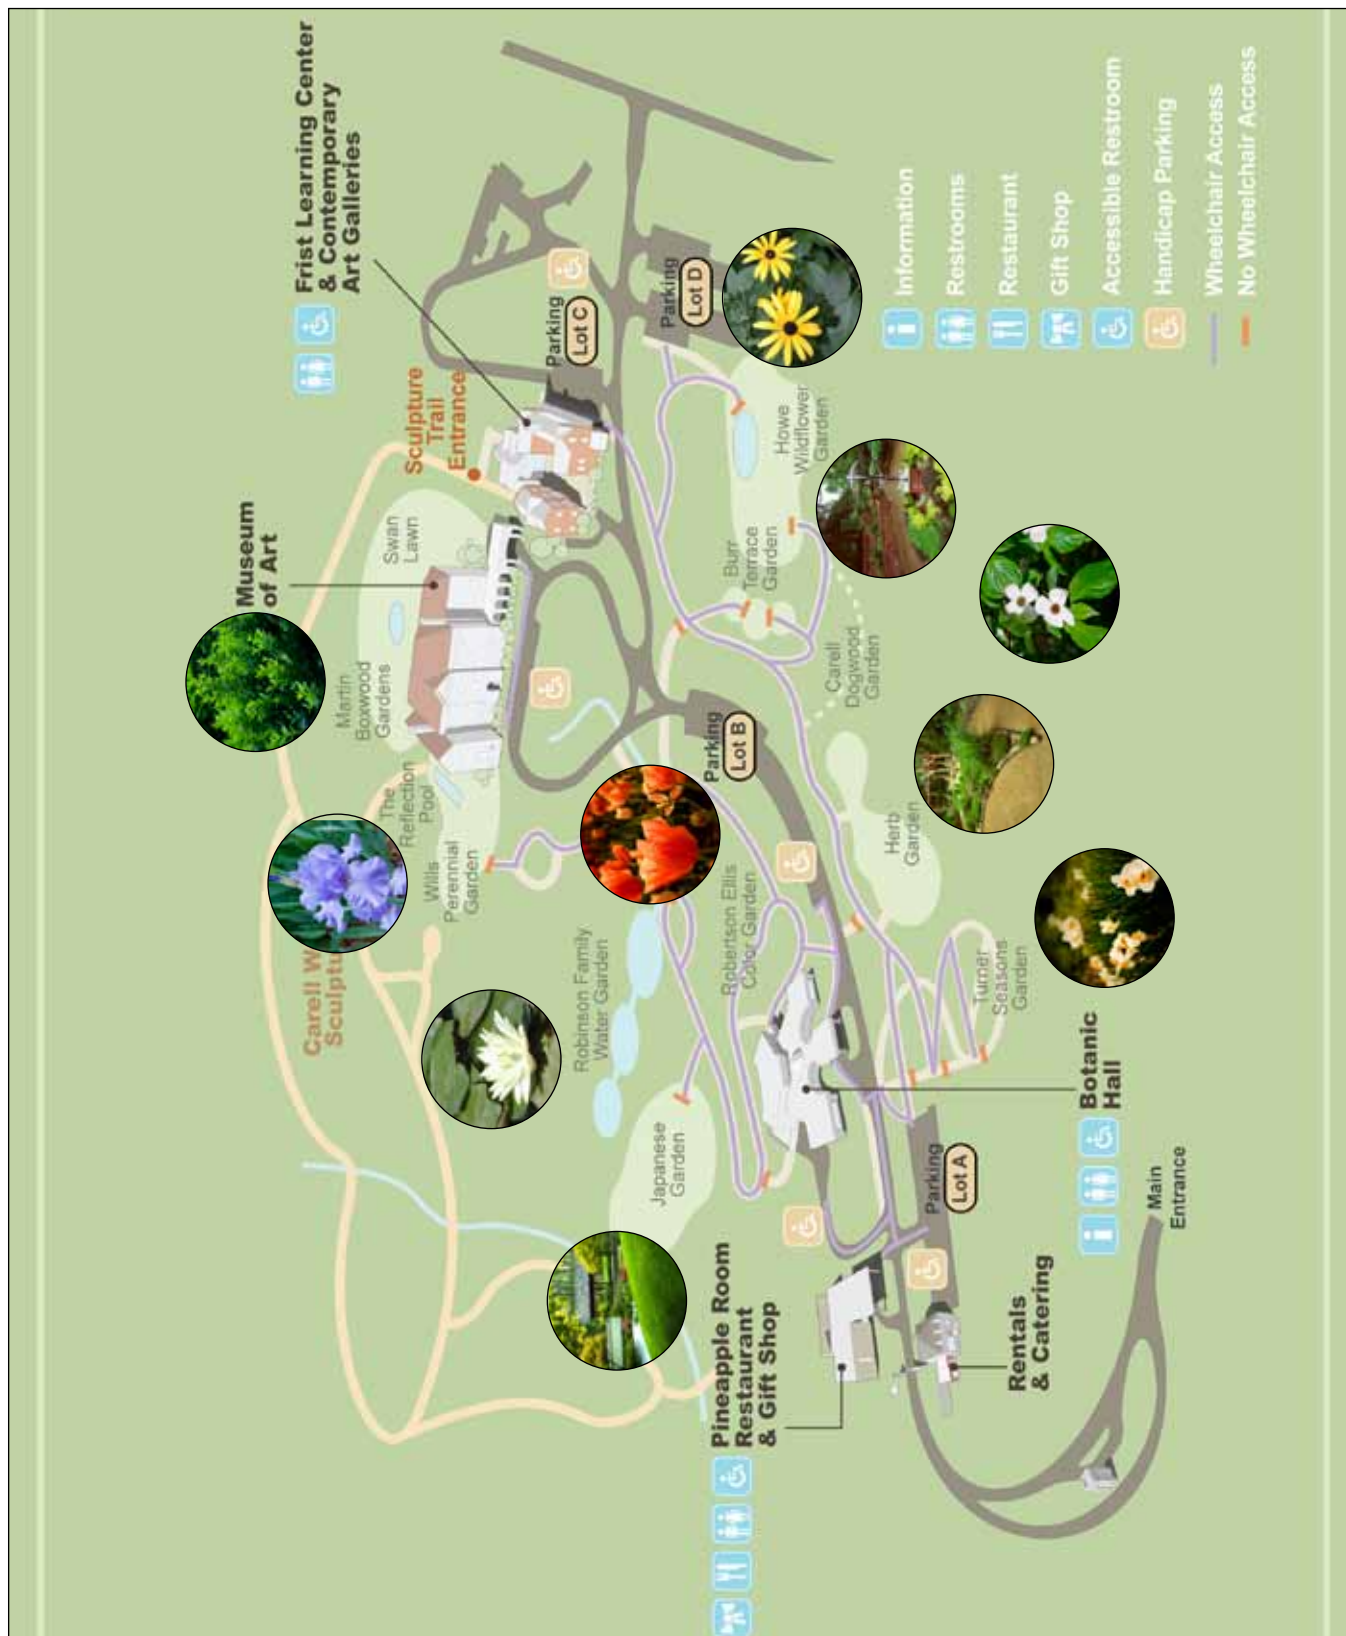 Frist Learning Center
& Contemporary
Art Galleries
Museum
of Art
Sculpture
Trail
Entrance
Swan
Lawn
Martin
Boxwood
Gardens
The
Reflection
Pool
Wills
Perennial
Garden
Carell W
Sculptu
Robinson Family
Water Garden
Robertson Ellis
Color Garden
Japanese
Garden
Parking
Lot C
Parking
Lot D
Parking
Lot B
Parking
Lot A
Howe
Wildflower
Garden
Burr
Terrace
Garden
Carell
Dogwood
Garden
Herb
Garden
Turner
Seasons
Garden
Pineapple Room
Restaurant
& Gift Shop
Rentals
& Catering
Botanic
Hall
Main
Entrance
Information
Restrooms
Restaurant
Gift Shop
Accessible Restroom
Handicap Parking
Wheelchair Access
No Wheelchair Access